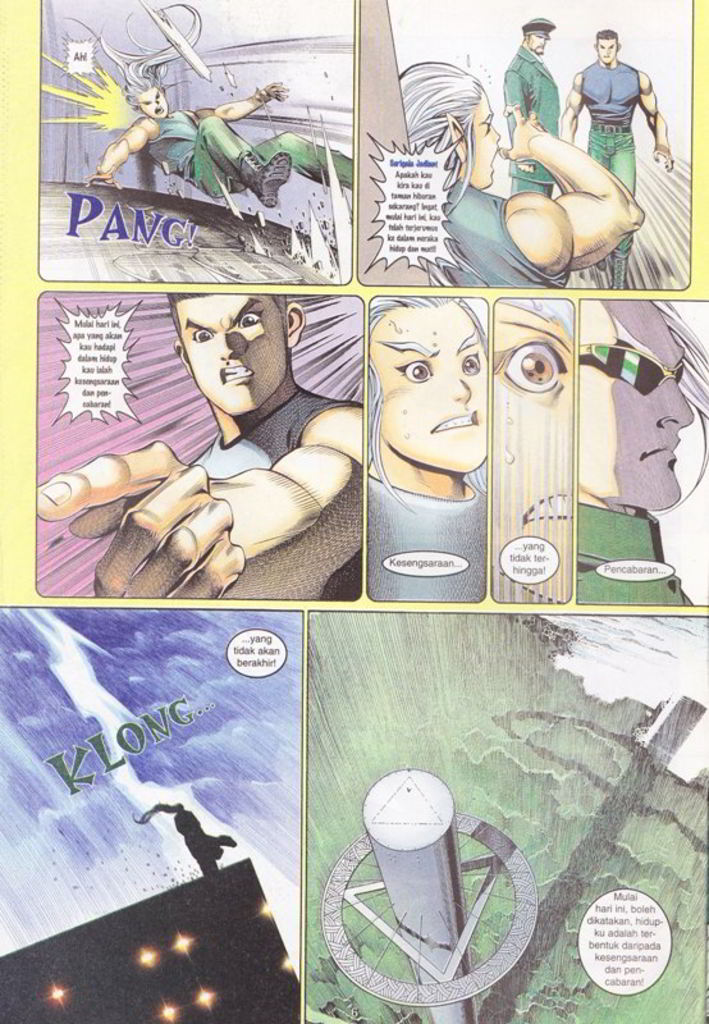 Ah!
PANG!
Serigala Jadian!
Apakah kau
kira kau di
taman hiburan
sekarang? Ingat,
mulai hari ini, kau
telah terjerumus
ke dalam neraka
hidup dan mati!
Mulai hari ini,
apa yang akan
kau hadapi
dalam hidup
kau ialah
kesengsaraan
dan pen-
cabaran!
Kesengsaraan...
...yang
tidak ter-
hingga!
Pencabaran...
...yang
tidak akan
berakhir!
KLONG...
Mulai
hari ini, boleh
dikatakan, hidup-
ku adalah ter-
bentuk daripada
kesengsaraan
dan pen-
cabaran!
6